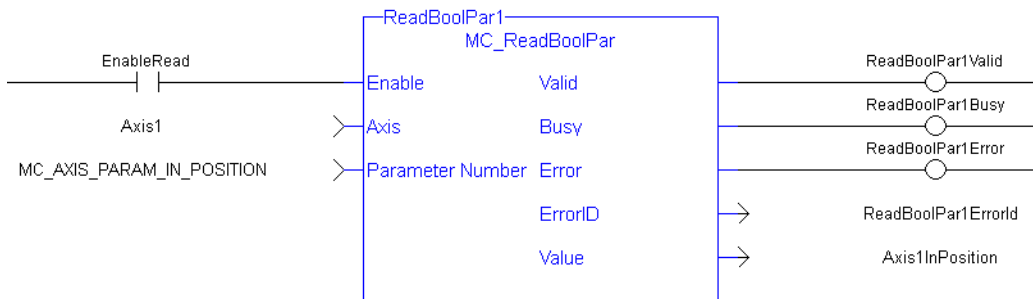 ReadBoolPar1
MC_ReadBoolPar
EnableRead
Enable
Valid
ReadBoolPar1Valid
Axis1
Axis
Busy
ReadBoolPar1Busy
MC_AXIS_PARAM_IN_POSITION
Parameter Number
Error
ReadBoolPar1Error
ErrorID
ReadBoolPar1ErrorId
Value
Axis1InPosition